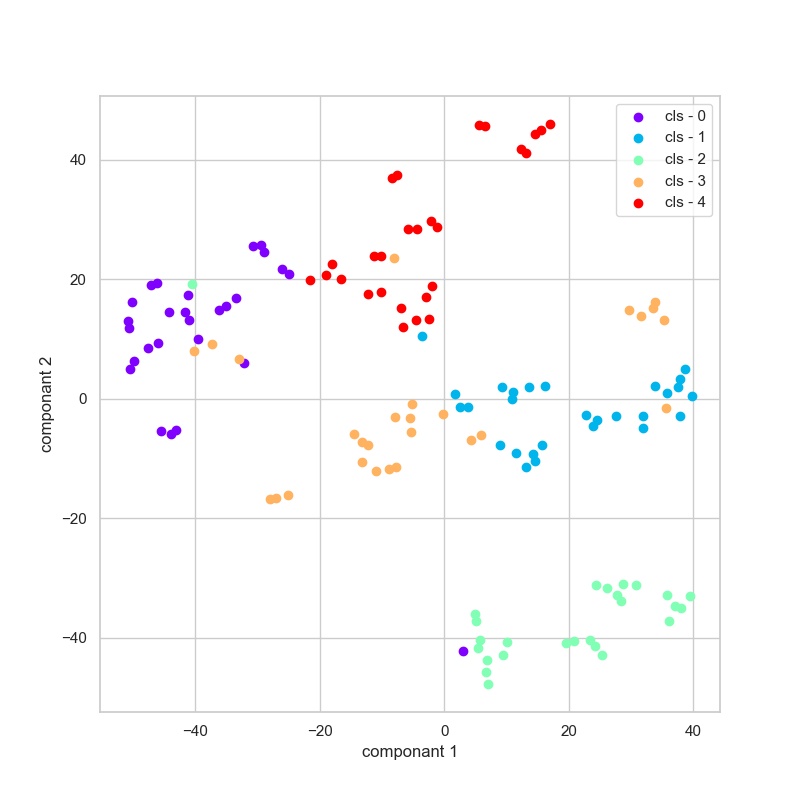 cls - 0
cls - 1
cls - 2
cls - 3
cls - 4
40
20
0
−20
−40
componant 2
−40
−20
0
20
40
componant 1